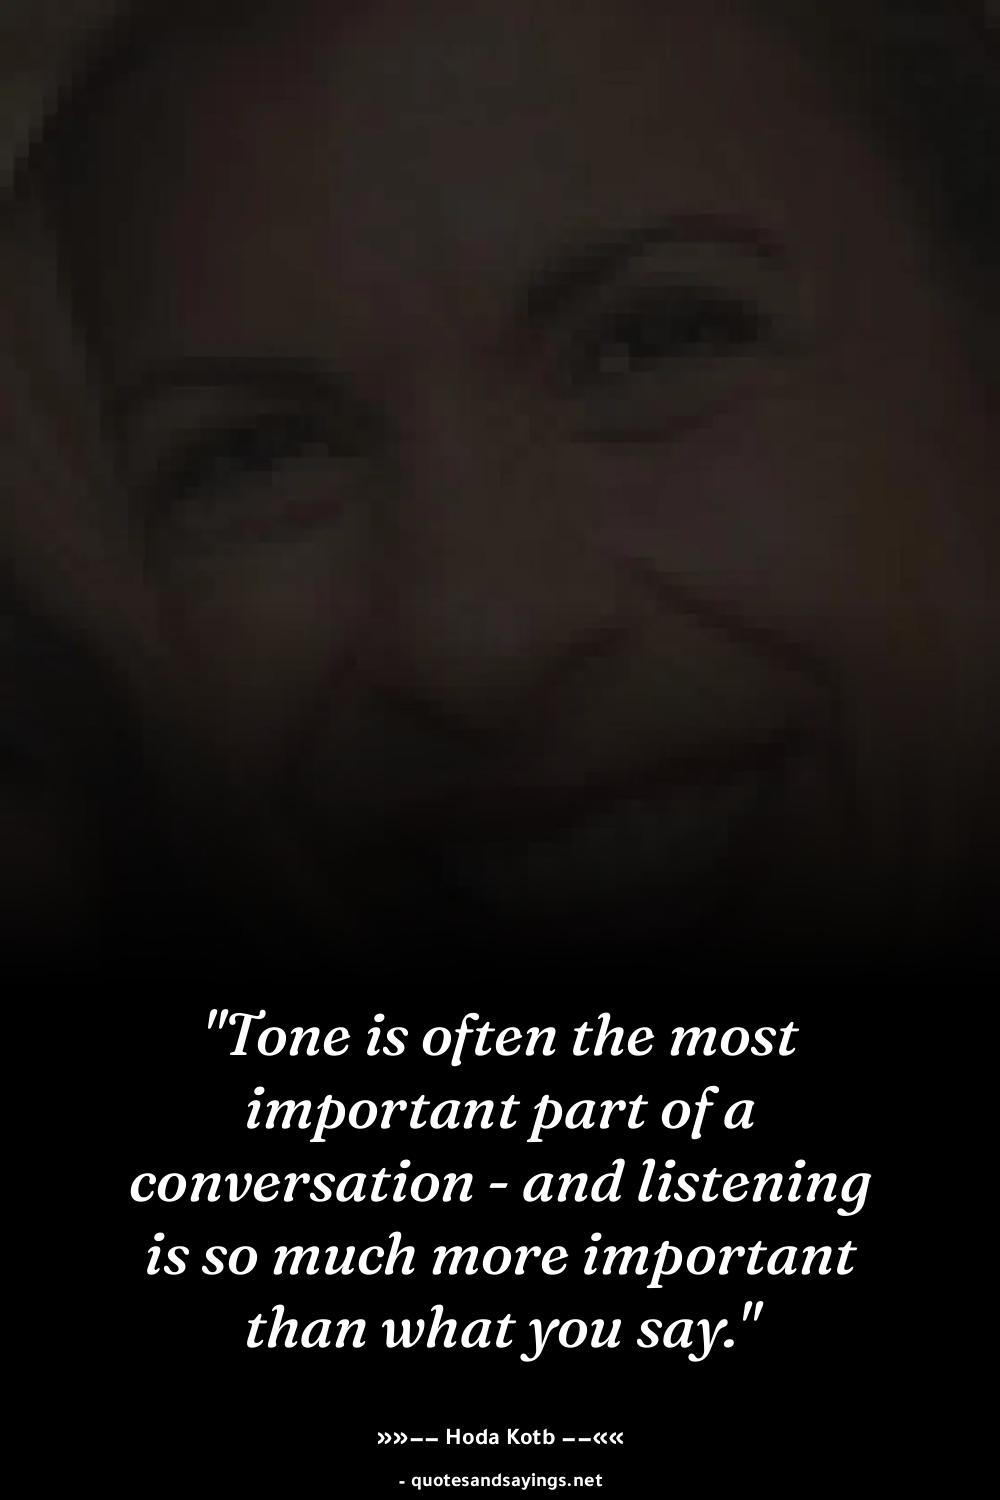 "Tone is often the most
important part of a
conversation - and listening
is so much more important
than what you say."
»»–– Hoda Kotb ––««
- quotesandsayings.net